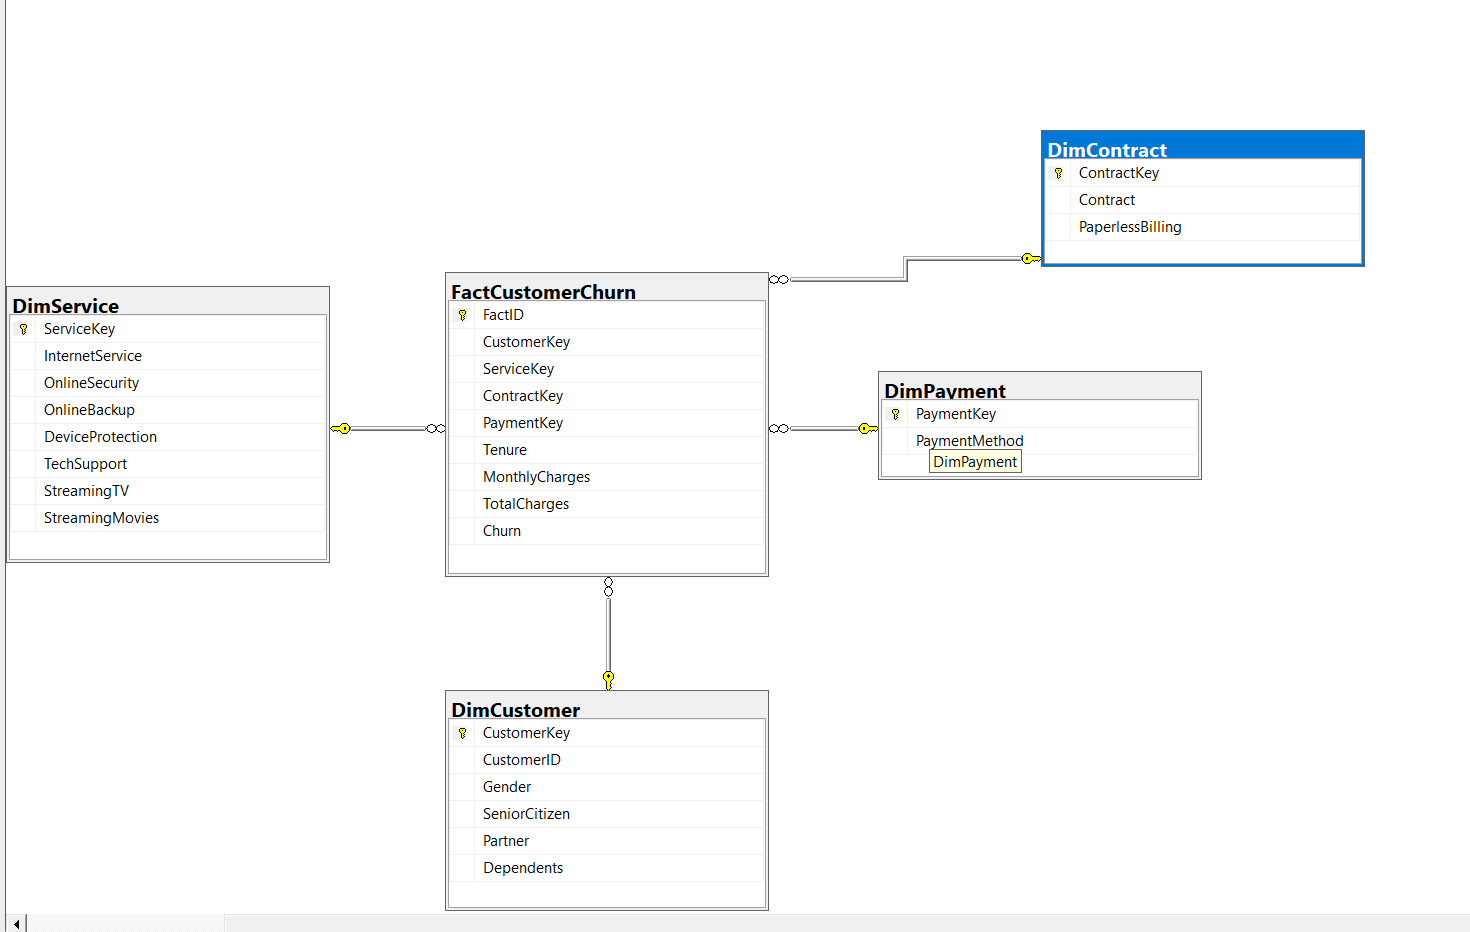 DimContract
ContractKey
Contract
PaperlessBilling
DimService
ServiceKey
InternetService
OnlineSecurity
OnlineBackup
DeviceProtection
TechSupport
StreamingTV
StreamingMovies
FactCustomerChurn
FactID
CustomerKey
ServiceKey
ContractKey
PaymentKey
Tenure
MonthlyCharges
TotalCharges
Churn
DimPayment
PaymentKey
PaymentMethod
DimPayment
DimCustomer
CustomerKey
CustomerID
Gender
SeniorCitizen
Partner
Dependents